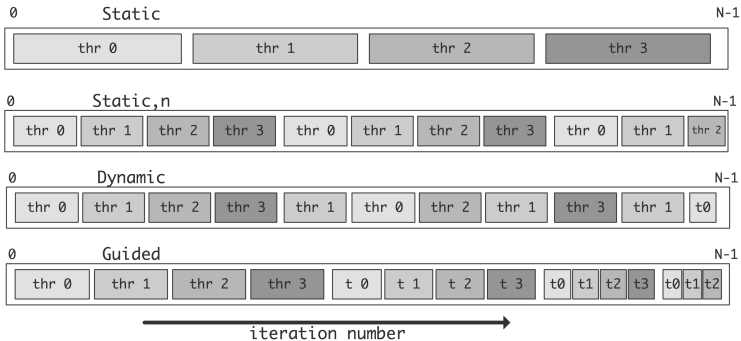 0 Static N-1
thr 0 thr 1 thr 2 thr 3
0 Static,n N-1
thr 0 thr 1 thr 2 thr 3 thr 0 thr 1 thr 2 thr 3 thr 0 thr 1 thr 2
0 Dynamic N-1
thr 0 thr 1 thr 2 thr 3 thr 1 thr 0 thr 2 thr 1 thr 3 thr 1 t0
0 Guided N-1
thr 0 thr 1 thr 2 thr 3 t 0 t 1 t 2 t 3 t0 t1 t2 t3 t0 t1 t2
iteration number